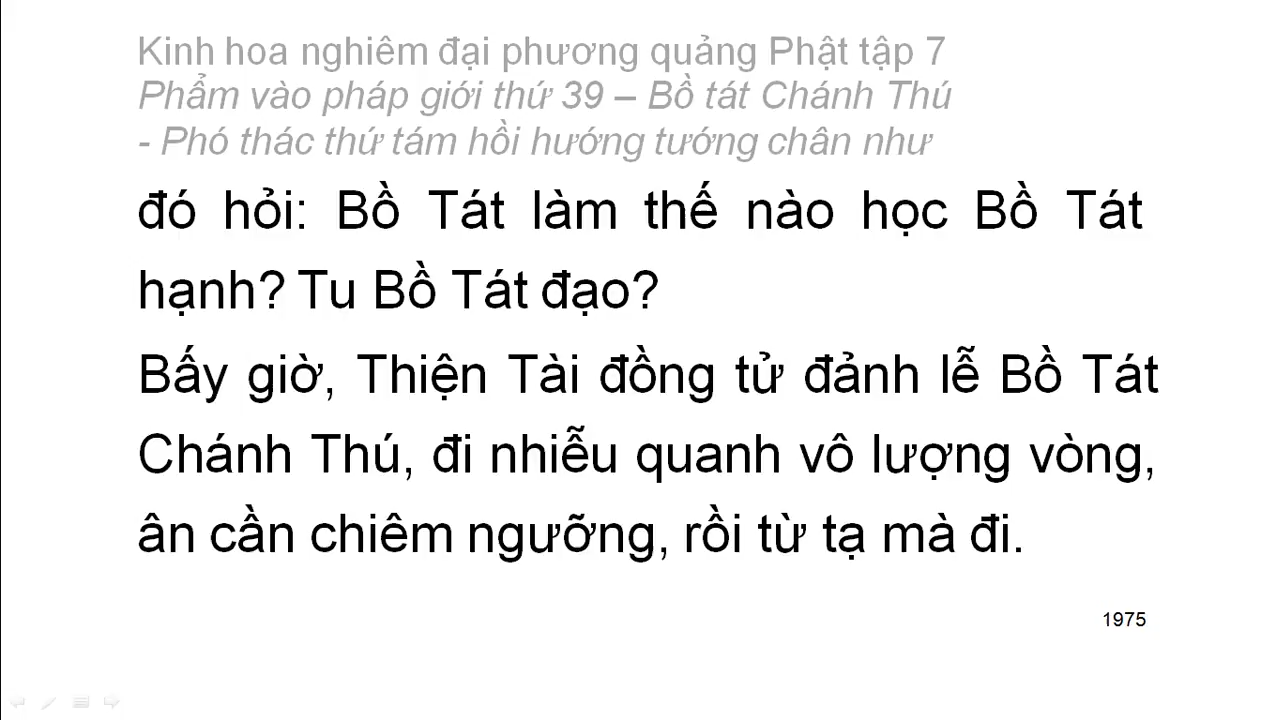 Kinh hoa nghiêm đại phương quảng Phật tập 7
Phẩm vào pháp giới thứ 39 – Bồ tát Chánh Thú
- Phó thác thứ tám hồi hướng tướng chân như
đó hỏi: Bồ Tát làm thế nào học Bồ Tát
hạnh? Tu Bồ Tát đạo?
Bấy giờ, Thiện Tài đồng tử đảnh lễ Bồ Tát
Chánh Thú, đi nhiễu quanh vô lượng vòng,
ân cần chiêm ngưỡng, rồi từ tạ mà đi.
1975